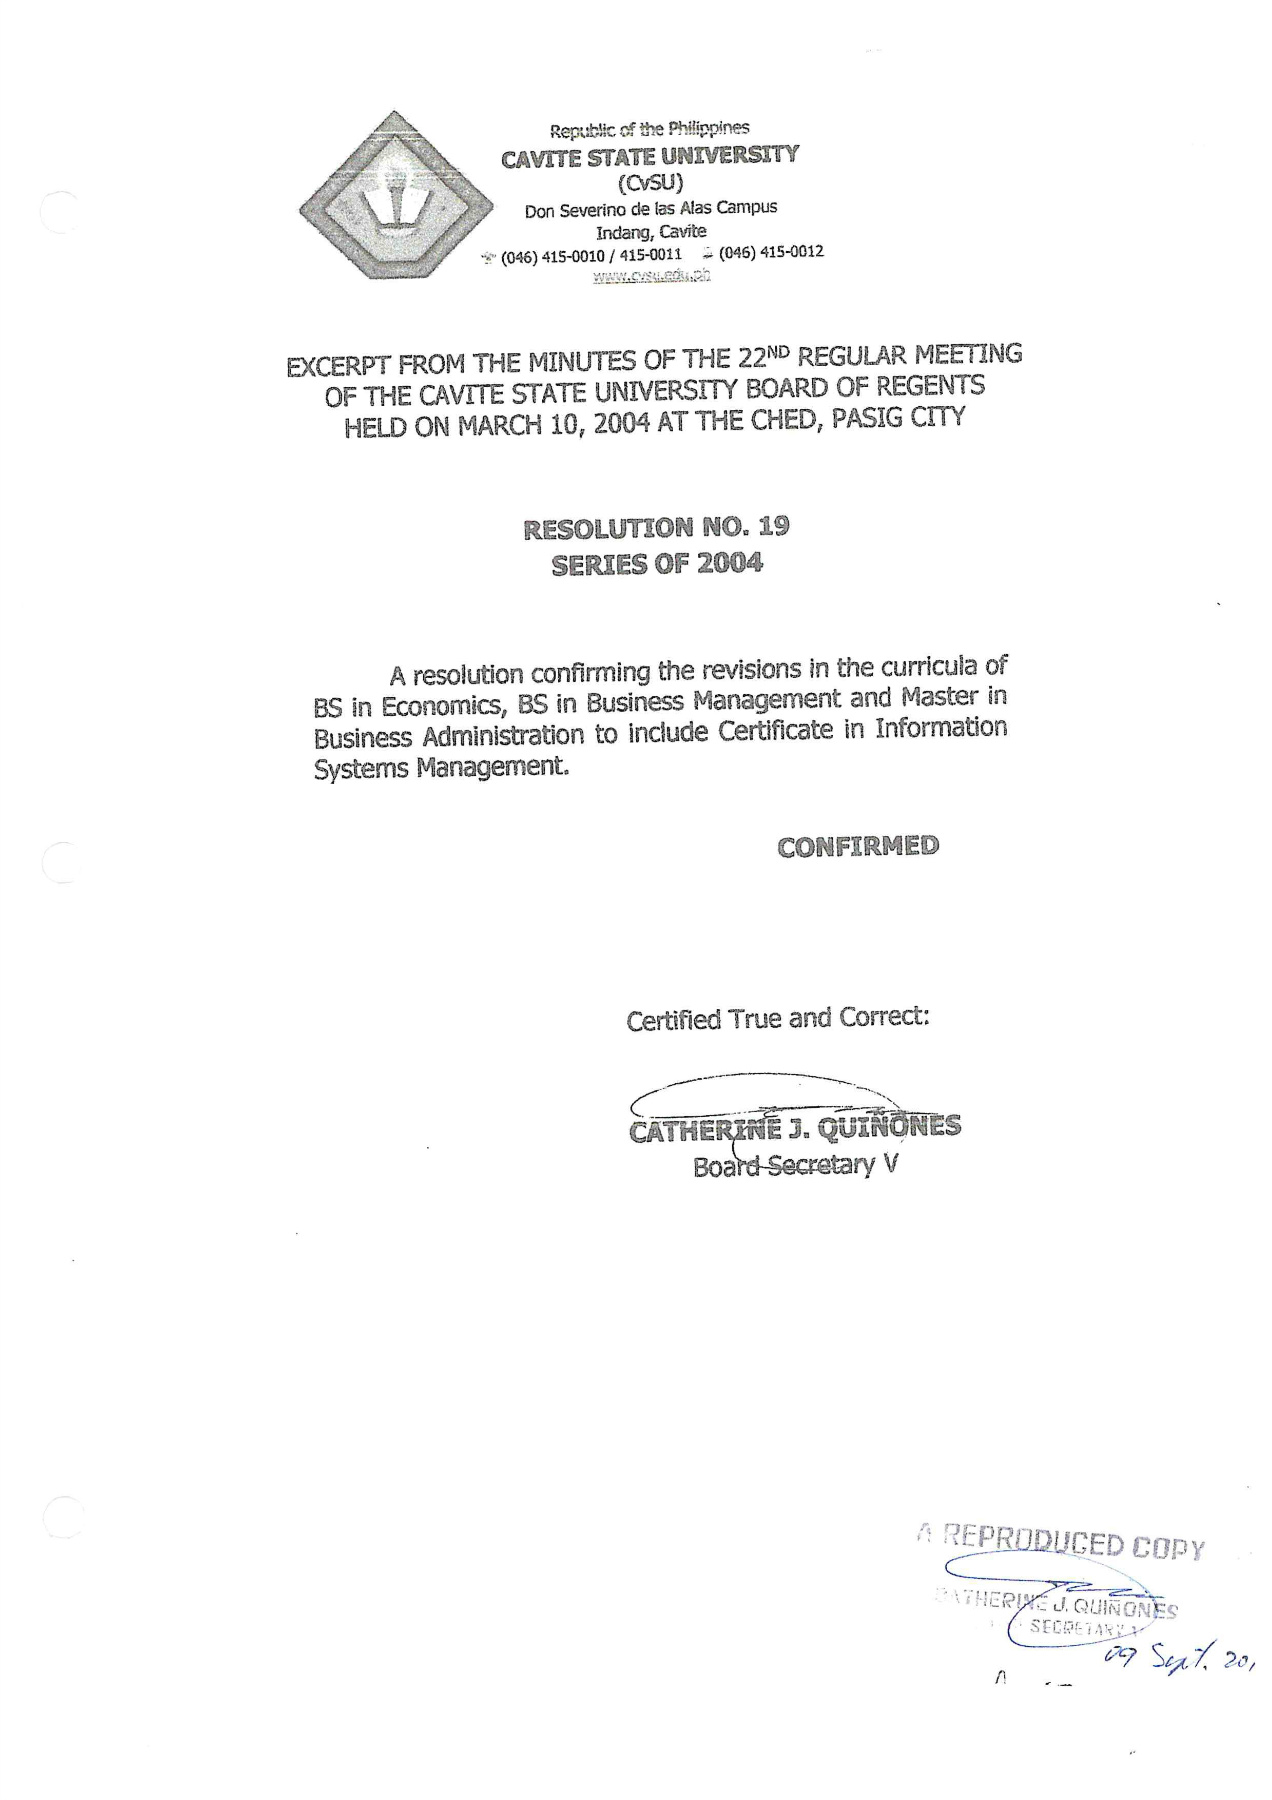 Republic of the Philippines
CAVITE STATE UNIVERSITY
(CvSU)
Don Severino de las Alas Campus
Indang, Cavite
(046) 415-0010 / 415-0011 (046) 415-0012
www.cvsu.edu.ph
EXCERPT FROM THE MINUTES OF THE 22ND REGULAR MEETING
OF THE CAVITE STATE UNIVERSITY BOARD OF REGENTS
HELD ON MARCH 10, 2004 AT THE CHED, PASIG CITY
RESOLUTION NO. 19
SERIES OF 2004
A resolution confirming the revisions in the curricula of
BS in Economics, BS in Business Management and Master in
Business Administration to include Certificate in Information
Systems Management.
CONFIRMED
Certified True and Correct:
CATHERINE J. QUIÑONES
Board Secretary V
A REPRODUCED COPY
CATHERINE J. QUIÑONES
SECRETARY V
09 Sept. 20